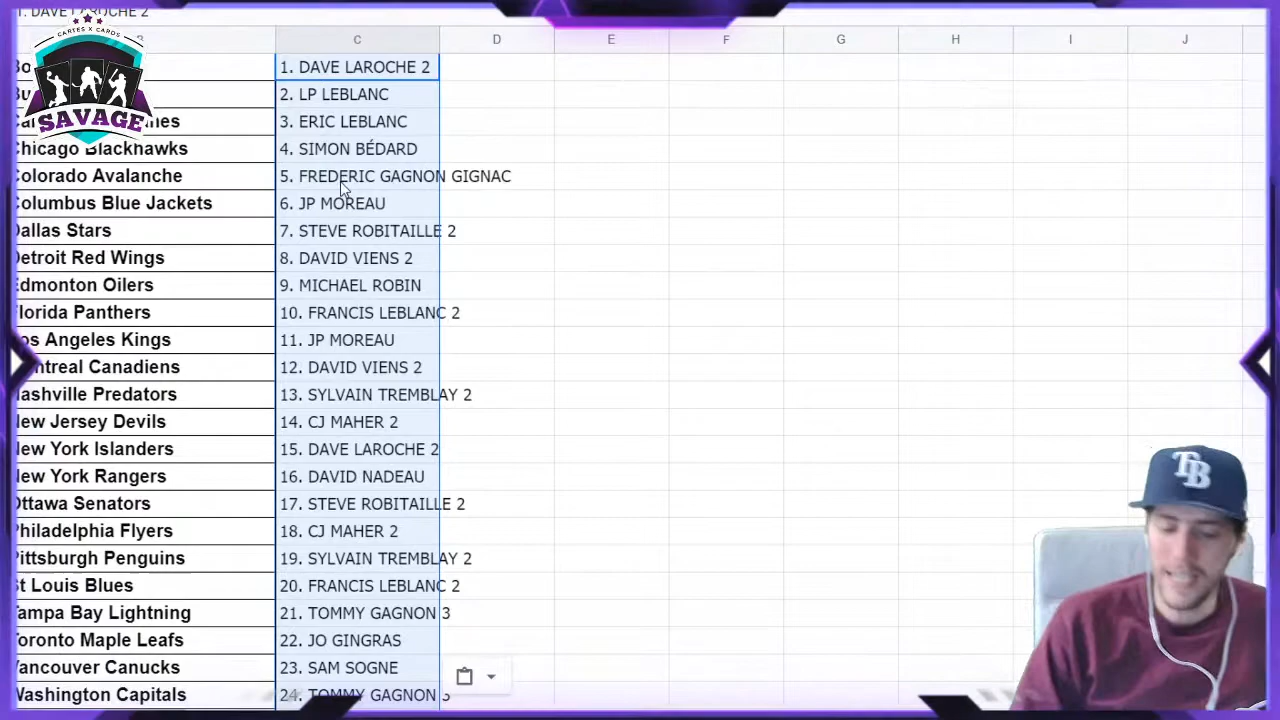 1. DAVE LAROCHE 2
C D E F G H I J
CARTES X CARDS
SAVAGE
1. DAVE LAROCHE 2
2. LP LEBLANC
3. ERIC LEBLANC
Chicago Blackhawks 4. SIMON BÉDARD
Colorado Avalanche 5. FREDERIC GAGNON GIGNAC
Columbus Blue Jackets 6. JP MOREAU
Dallas Stars 7. STEVE ROBITAILLE 2
Detroit Red Wings 8. DAVID VIENS 2
Edmonton Oilers 9. MICHAEL ROBIN
Florida Panthers 10. FRANCIS LEBLANC 2
Los Angeles Kings 11. JP MOREAU
Montreal Canadiens 12. DAVID VIENS 2
Nashville Predators 13. SYLVAIN TREMBLAY 2
New Jersey Devils 14. CJ MAHER 2
New York Islanders 15. DAVE LAROCHE 2
New York Rangers 16. DAVID NADEAU
Ottawa Senators 17. STEVE ROBITAILLE 2
Philadelphia Flyers 18. CJ MAHER 2
Pittsburgh Penguins 19. SYLVAIN TREMBLAY 2
St Louis Blues 20. FRANCIS LEBLANC 2
Tampa Bay Lightning 21. TOMMY GAGNON 3
Toronto Maple Leafs 22. JO GINGRAS
Vancouver Canucks 23. SAM SOGNE
Washington Capitals 24. TOMMY GAGNON 3
TB